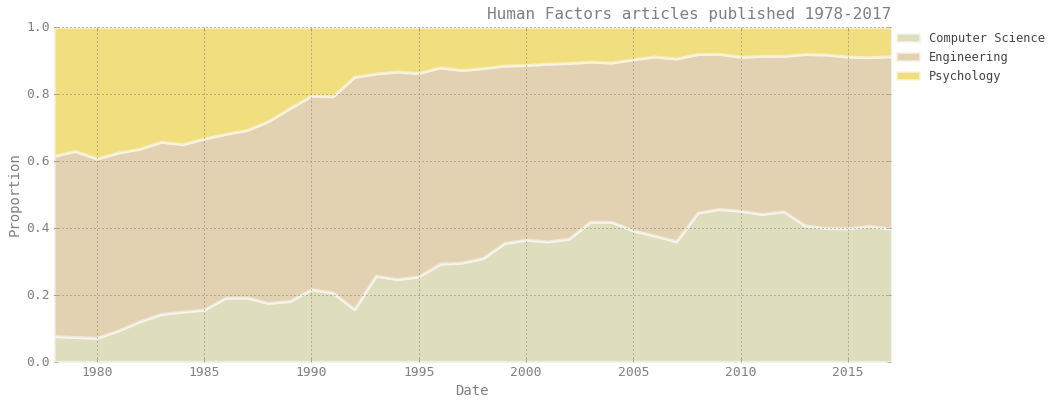 Human Factors articles published 1978-2017
Computer Science
Engineering
Psychology
1.0
0.8
0.6
0.4
0.2
0.0
Proportion
1980 1985 1990 1995 2000 2005 2010 2015
Date